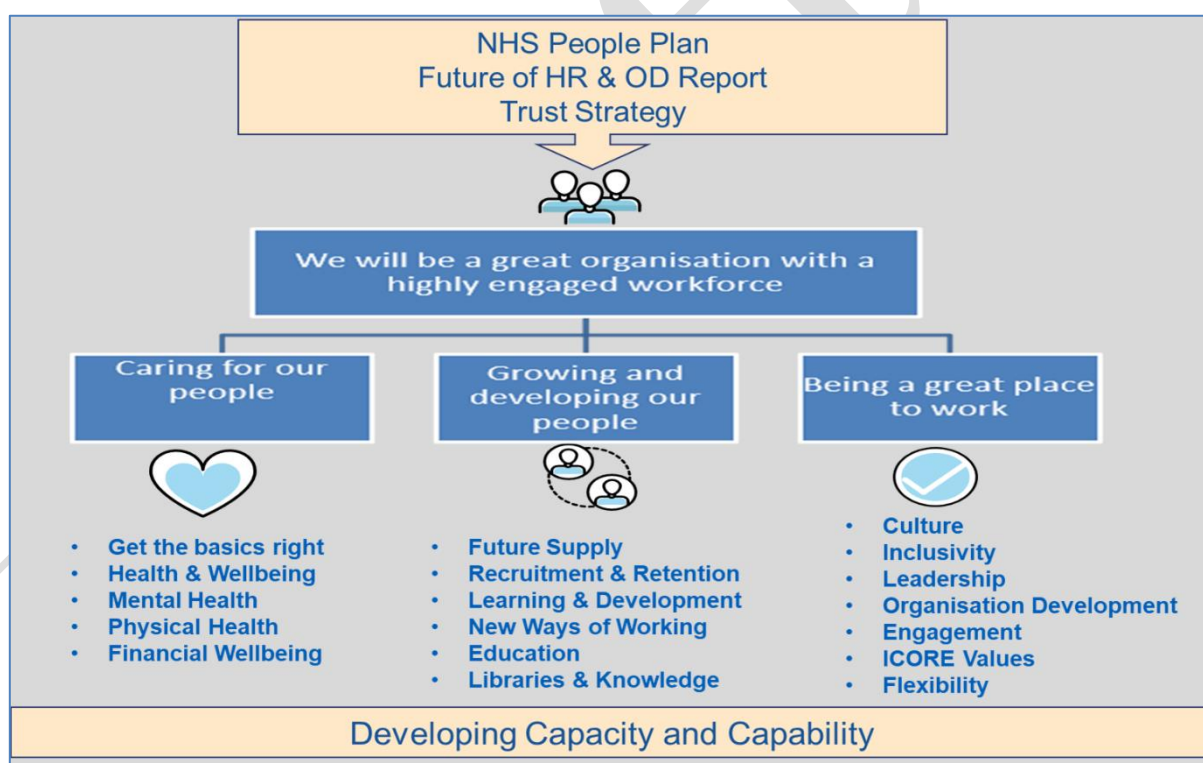 NHS People Plan
Future of HR & OD Report
Trust Strategy
We will be a great organisation with a
highly engaged workforce
Caring for our
people
Growing and
developing our
people
Being a great place
to work
• Get the basics right
• Health & Wellbeing
• Mental Health
• Physical Health
• Financial Wellbeing
• Future Supply
• Recruitment & Retention
• Learning & Development
• New Ways of Working
• Education
• Libraries & Knowledge
• Culture
• Inclusivity
• Leadership
• Organisation Development
• Engagement
• ICORE Values
• Flexibility
Developing Capacity and Capability